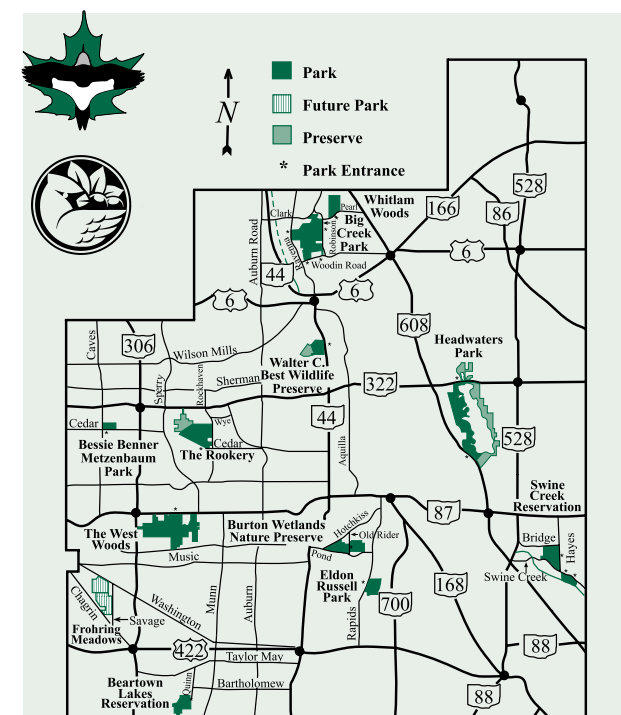 Park
Future Park
N
Preserve
* Park Entrance
528
Whitlam
Woods
166
86
Pearl
Clark
Big
Creek
Park
Robinson
Ravenna
Auburn Road
Woodin Road
6
44
6
6
608
Caves
306
Wilson Mills
Headwaters
Park
Walter C.
Best Wildlife
Preserve
Sperry
Rockhaven
Sherman
322
44
Cedar
Wye
Cedar
528
Bessie Benner
Metzenbaum
Park
The Rookery
Aquilla
Swine
Creek
Reservation
87
The West
Woods
Burton Wetlands
Nature Preserve
Hotchkiss
Old Rider
Bridge
Hayes
Music
Pond
Swine Creek
Eldon
Russell
Park
168
700
Chagrin
Washington
Munn
Auburn
Rapids
Savage
Frohring
Meadows
88
422
Taylor May
Beartown
Lakes
Reservation
Quinn
Bartholomew
88